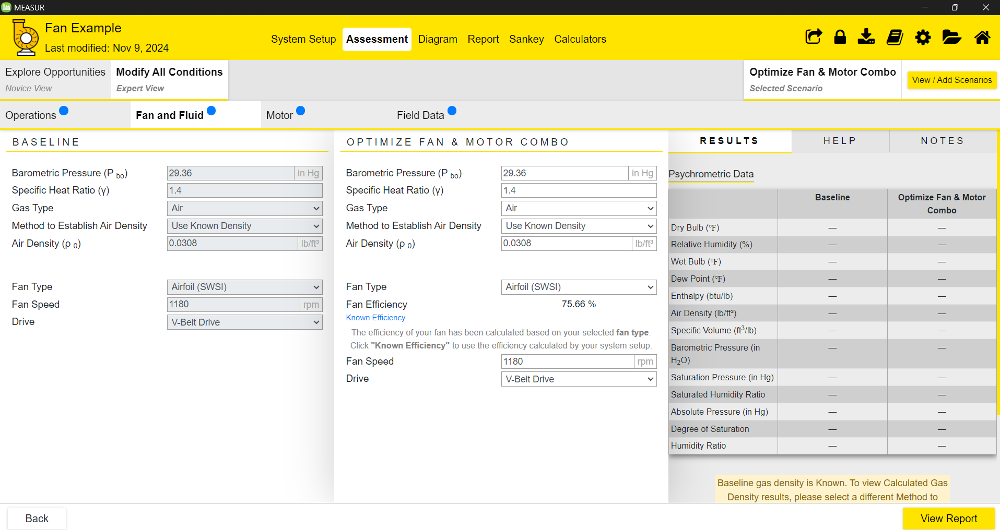 MEASUR
Fan Example
Last modified: Nov 9, 2024
System Setup Assessment Diagram Report Sankey Calculators
Explore Opportunities
Novice View
Modify All Conditions
Expert View
Optimize Fan & Motor Combo
Selected Scenario
View / Add Scenarios
Operations Fan and Fluid Motor Field Data
BASELINE
Barometric Pressure (P bo) 29.36 in Hg
Specific Heat Ratio (γ) 1.4
Gas Type Air
Method to Establish Air Density Use Known Density
Air Density (ρ 0) 0.0308 lb/ft³
Fan Type Airfoil (SWSI)
Fan Speed 1180 rpm
Drive V-Belt Drive
OPTIMIZE FAN & MOTOR COMBO
Barometric Pressure (P bo) 29.36 in Hg
Specific Heat Ratio (γ) 1.4
Gas Type Air
Method to Establish Air Density Use Known Density
Air Density (ρ 0) 0.0308 lb/ft³
Fan Type Airfoil (SWSI)
Fan Efficiency 75.66 %
Known Efficiency
The efficiency of your fan has been calculated based on your selected fan type.
Click "Known Efficiency" to use the efficiency calculated by your system setup.
Fan Speed 1180 rpm
Drive V-Belt Drive
RESULTS HELP NOTES
Psychrometric Data
Baseline Optimize Fan & Motor
Combo
Dry Bulb (℉) — —
Relative Humidity (%) — —
Wet Bulb (℉) — —
Dew Point (℉) — —
Enthalpy (btu/lb) — —
Air Density (lb/ft³) — —
Specific Volume (ft³/lb) — —
Barometric Pressure (in — —
H₂O)
Saturation Pressure (in Hg) — —
Saturated Humidity Ratio — —
Absolute Pressure (in Hg) — —
Degree of Saturation — —
Humidity Ratio — —
Baseline gas density is Known. To view Calculated Gas
Density results, please select a different Method to
Back
View Report